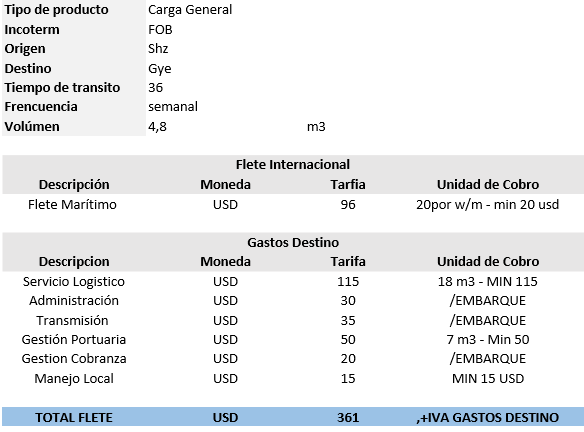 Tipo de producto Carga General
Incoterm FOB
Origen Shz
Destino Gye
Tiempo de transito 36
Frencuencia semanal
Volúmen 4,8 m3
Flete Internacional
Descripción Moneda Tarfia Unidad de Cobro
Flete Marítimo USD 96 20por w/m - min 20 usd
Gastos Destino
Descripcion Moneda Tarifa Unidad de Cobro
Servicio Logistico USD 115 18 m3 - MIN 115
Administración USD 30 /EMBARQUE
Transmisión USD 35 /EMBARQUE
Gestión Portuaria USD 50 7 m3 - Min 50
Gestion Cobranza USD 20 /EMBARQUE
Manejo Local USD 15 MIN 15 USD
TOTAL FLETE USD 361 ,+IVA GASTOS DESTINO